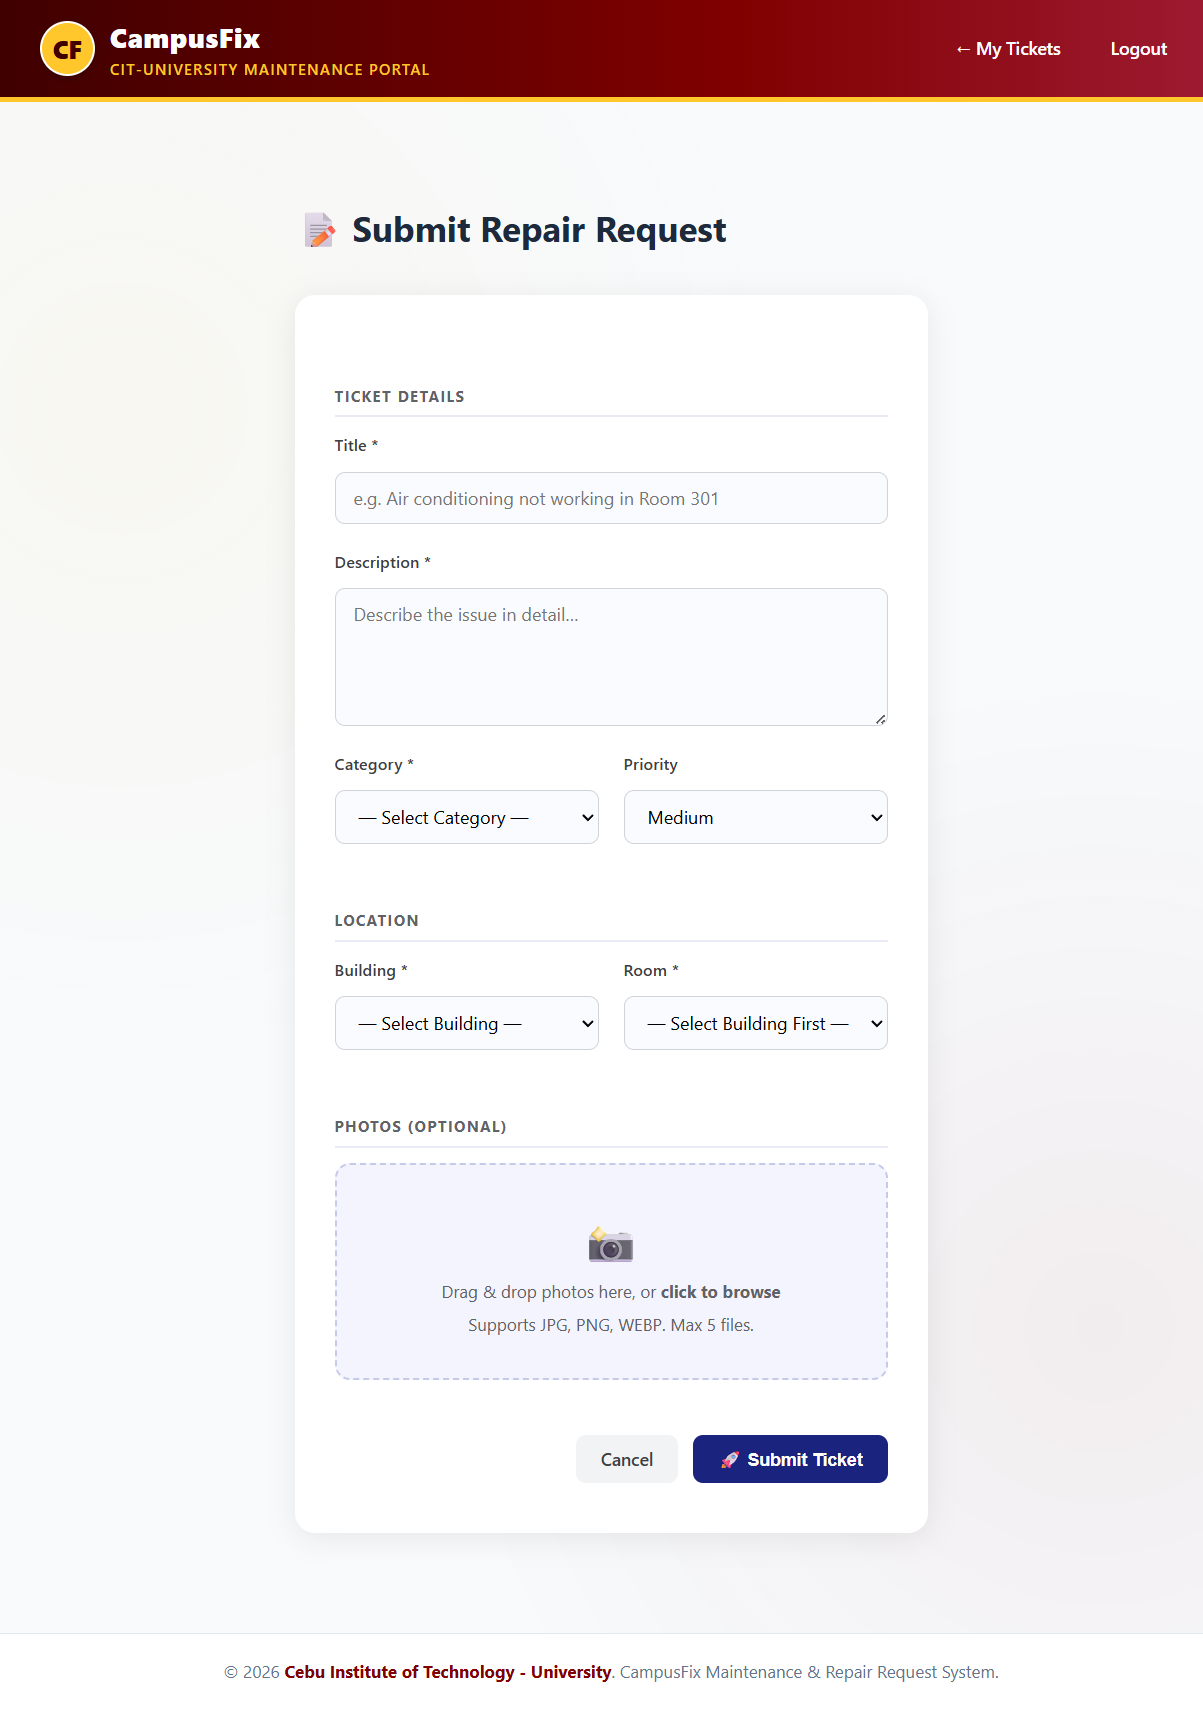 CF
CampusFix
CIT-UNIVERSITY MAINTENANCE PORTAL
← My Tickets
Logout
Submit Repair Request
TICKET DETAILS
Title *
e.g. Air conditioning not working in Room 301
Description *
Describe the issue in detail...
Category *
Priority
— Select Category —
Medium
LOCATION
Building *
Room *
— Select Building —
— Select Building First —
PHOTOS (OPTIONAL)
Drag & drop photos here, or click to browse
Supports JPG, PNG, WEBP. Max 5 files.
Cancel
Submit Ticket
© 2026 Cebu Institute of Technology - University. CampusFix Maintenance & Repair Request System.